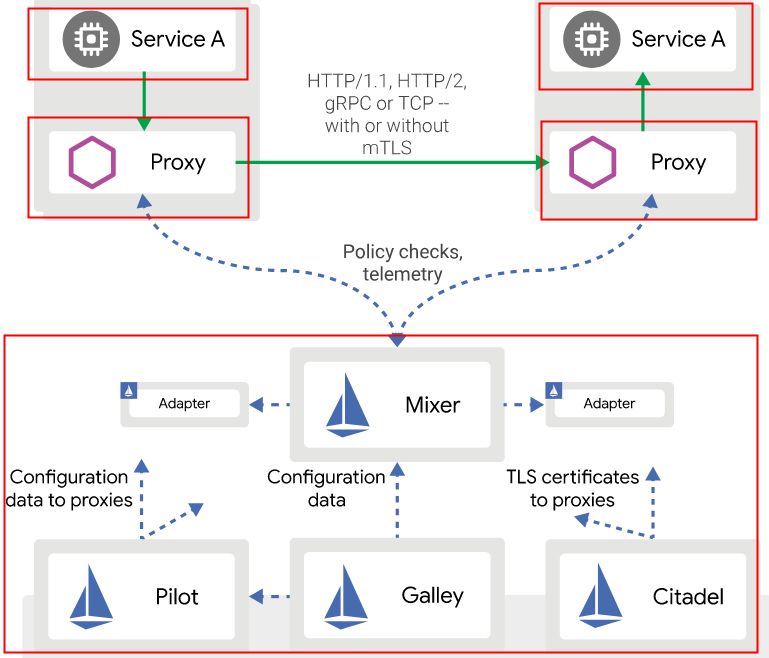 Service A
Service A
HTTP/1.1, HTTP/2,
gRPC or TCP --
with or without
mTLS
Proxy
Proxy
Policy checks,
telemetry
Mixer
Adapter
Adapter
Configuration
data to proxies
Configuration
data
TLS certificates
to proxies
Pilot
Galley
Citadel